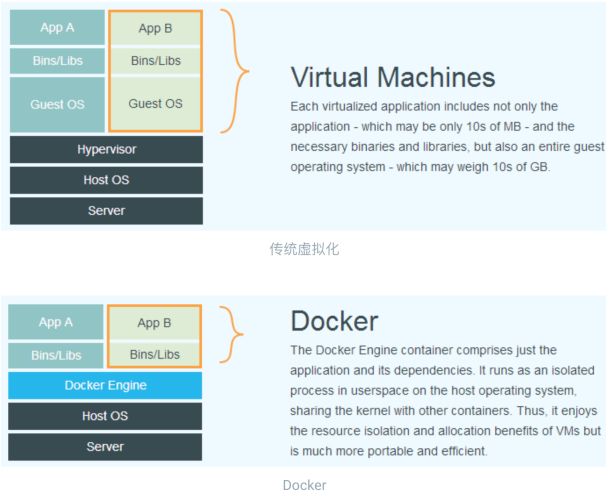 App A
App B
Bins/Libs
Bins/Libs
Guest OS
Guest OS
Hypervisor
Host OS
Server
Virtual Machines
Each virtualized application includes not only the
application - which may be only 10s of MB - and the
necessary binaries and libraries, but also an entire guest
operating system - which may weigh 10s of GB.
传统虚拟化
App A
App B
Bins/Libs
Bins/Libs
Docker Engine
Host OS
Server
Docker
The Docker Engine container comprises just the
application and its dependencies. It runs as an isolated
process in userspace on the host operating system,
sharing the kernel with other containers. Thus, it enjoys
the resource isolation and allocation benefits of VMs but
is much more portable and efficient.
Docker